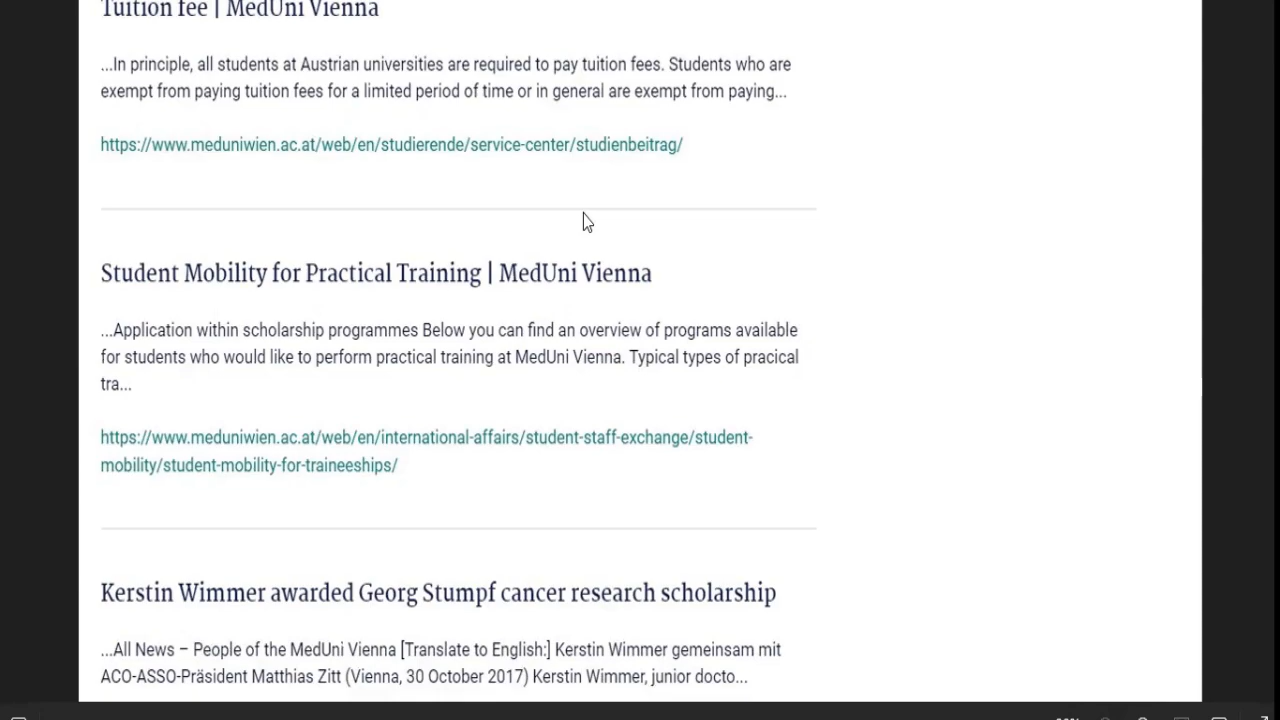 Tuition fee | MedUni Vienna
...In principle, all students at Austrian universities are required to pay tuition fees. Students who are
exempt from paying tuition fees for a limited period of time or in general are exempt from paying...
https://www.meduniwien.ac.at/web/en/studierende/service-center/studienbeitrag/
Student Mobility for Practical Training | MedUni Vienna
...Application within scholarship programmes Below you can find an overview of programs available
for students who would like to perform practical training at MedUni Vienna. Typical types of pracical
tra...
https://www.meduniwien.ac.at/web/en/international-affairs/student-staff-exchange/student-
mobility/student-mobility-for-traineeships/
Kerstin Wimmer awarded Georg Stumpf cancer research scholarship
...All News – People of the MedUni Vienna [Translate to English:] Kerstin Wimmer gemeinsam mit
ACO-ASSO-Präsident Matthias Zitt (Vienna, 30 October 2017) Kerstin Wimmer, junior docto...